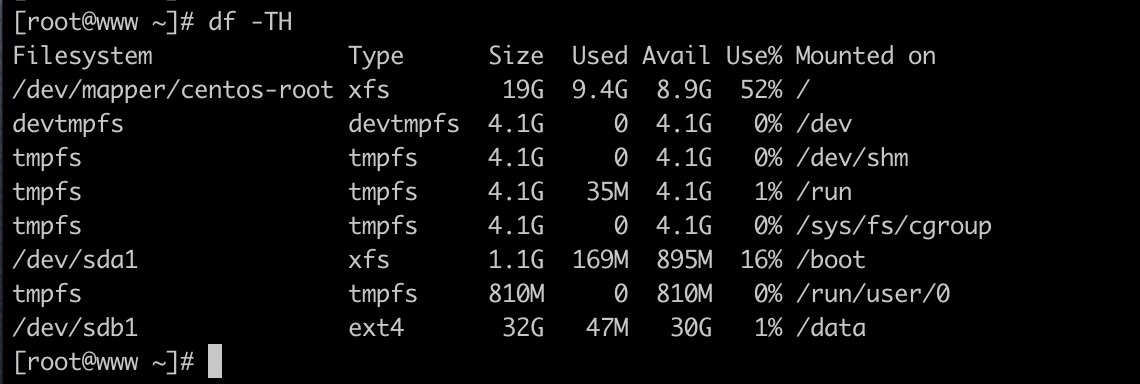 [root@www ~]# df -TH
Filesystem              Type      Size  Used Avail Use% Mounted on
/dev/mapper/centos-root xfs        19G  9.4G  8.9G  52% /
devtmpfs                devtmpfs  4.1G     0  4.1G   0% /dev
tmpfs                   tmpfs     4.1G     0  4.1G   0% /dev/shm
tmpfs                   tmpfs     4.1G   35M  4.1G   1% /run
tmpfs                   tmpfs     4.1G     0  4.1G   0% /sys/fs/cgroup
/dev/sda1               xfs       1.1G  169M  895M  16% /boot
tmpfs                   tmpfs     810M     0  810M   0% /run/user/0
/dev/sdb1               ext4       32G   47M   30G   1% /data
[root@www ~]#